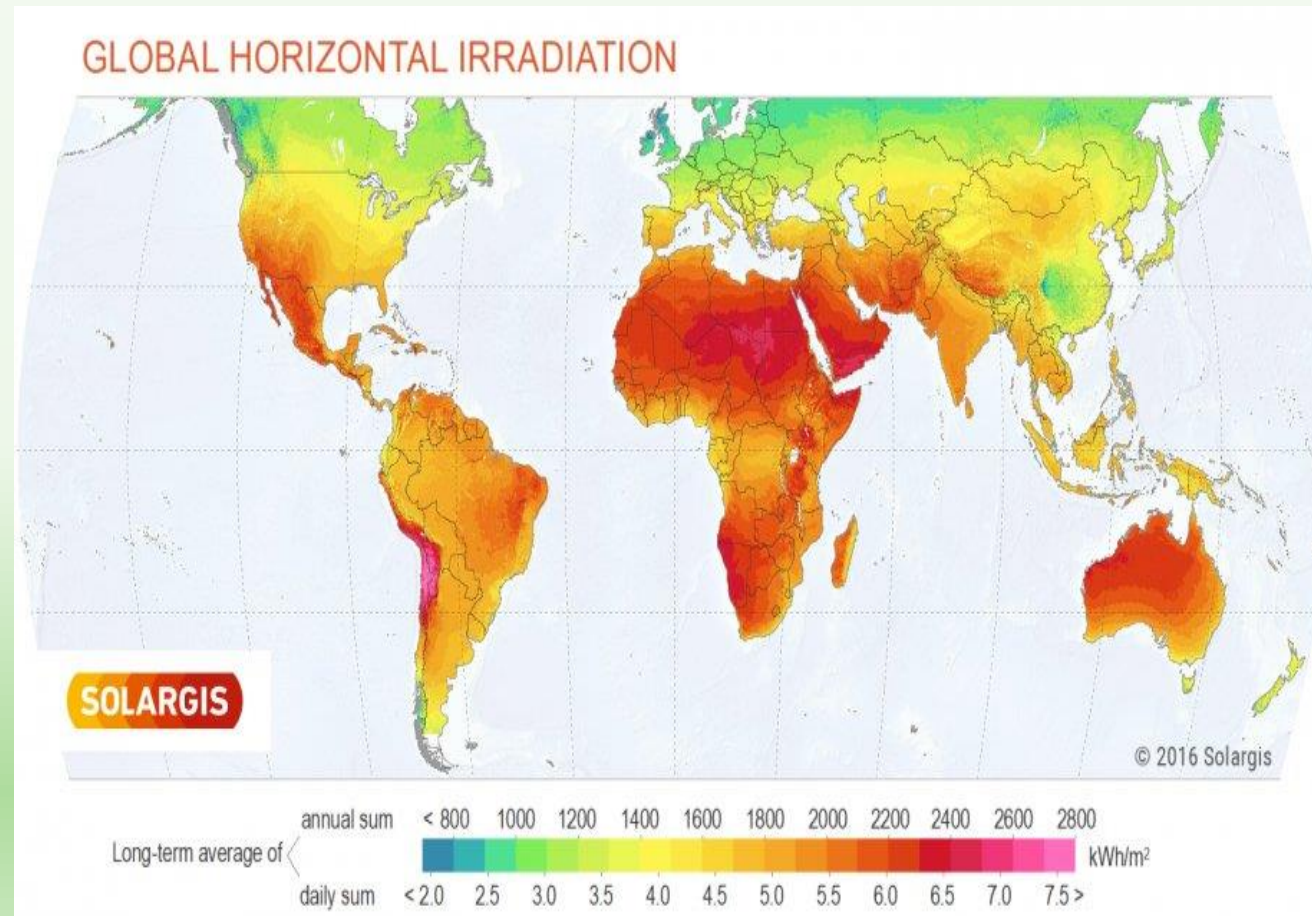 GLOBAL HORIZONTAL IRRADIATION
SOLARGIS
© 2016 Solargis
annual sum < 800 1000 1200 1400 1600 1800 2000 2200 2400 2600 2800
Long-term average of kWh/m²
daily sum < 2.0 2.5 3.0 3.5 4.0 4.5 5.0 5.5 6.0 6.5 7.0 7.5 >